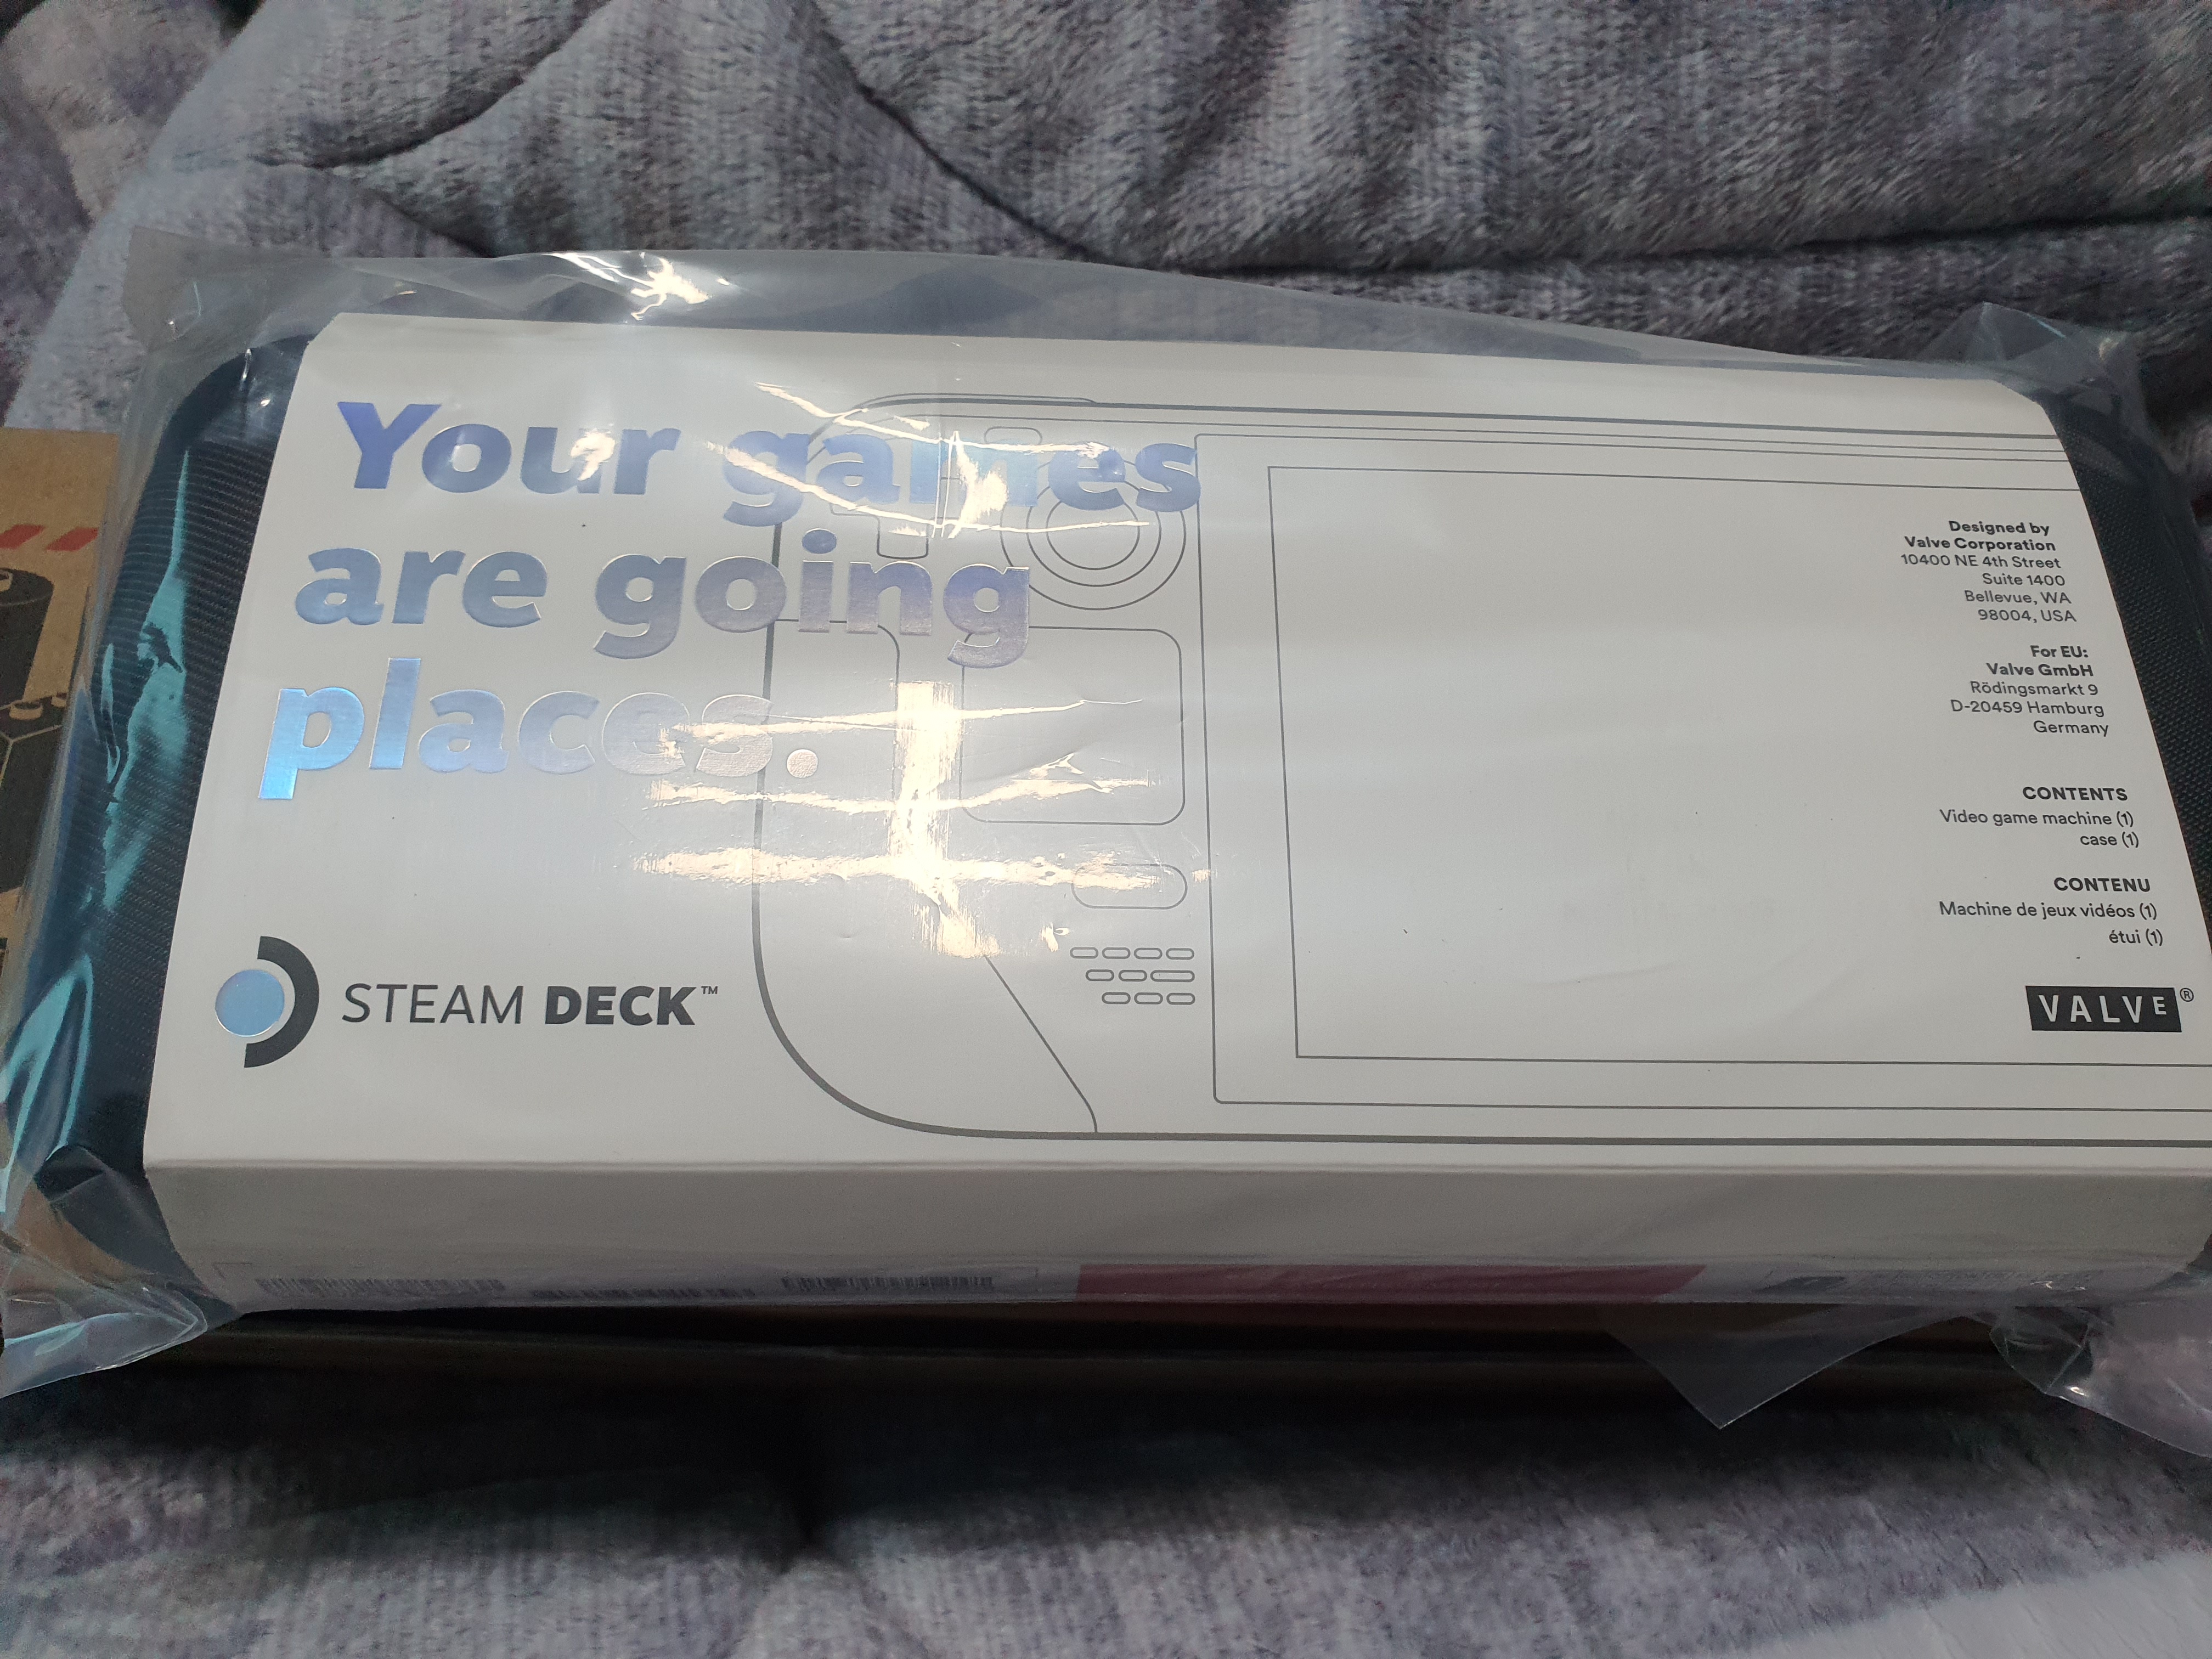 Your games
are going
places.
STEAM DECK™
Designed by
Valve Corporation
10400 NE 4th Street
Suite 1400
Bellevue, WA
98004, USA
For EU:
Valve GmbH
Rödingsmarkt 9
D-20459 Hamburg
Germany
CONTENTS
Video game machine (1)
case (1)
CONTENU
Machine de jeux vidéos (1)
étui (1)
VALVE®